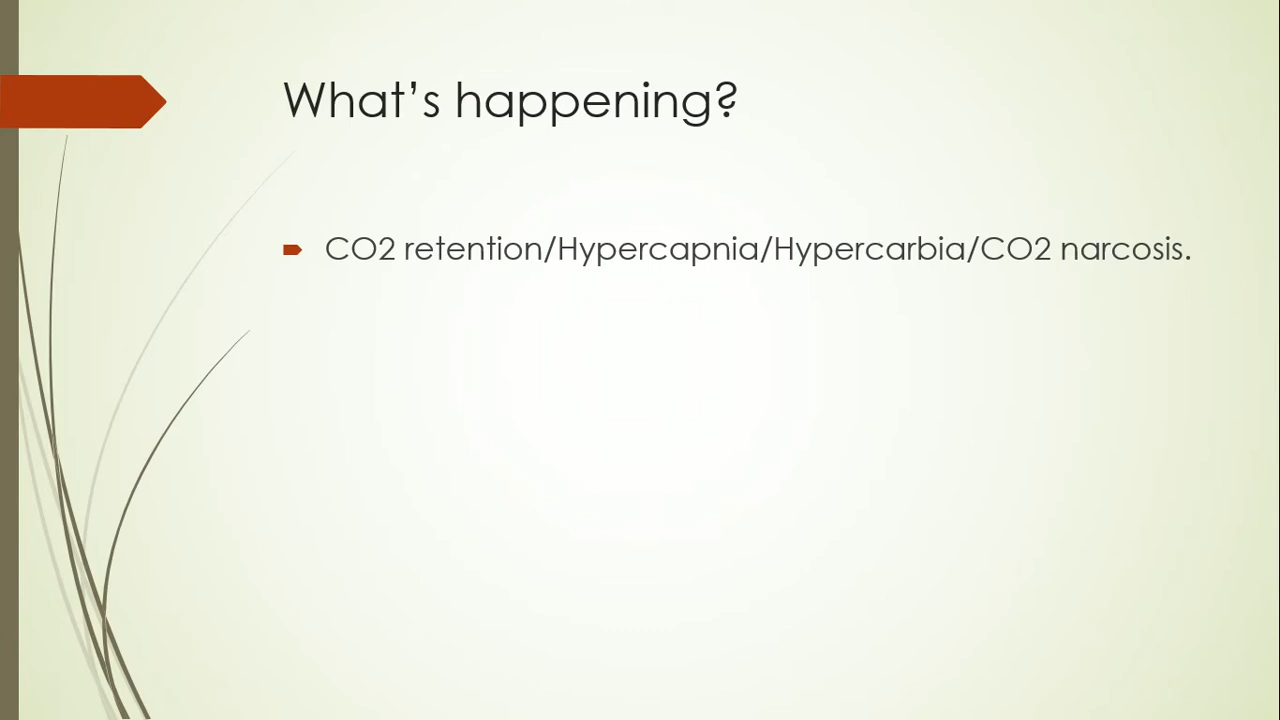 What’s happening?
CO2 retention/Hypercapnia/Hypercarbia/CO2 narcosis.